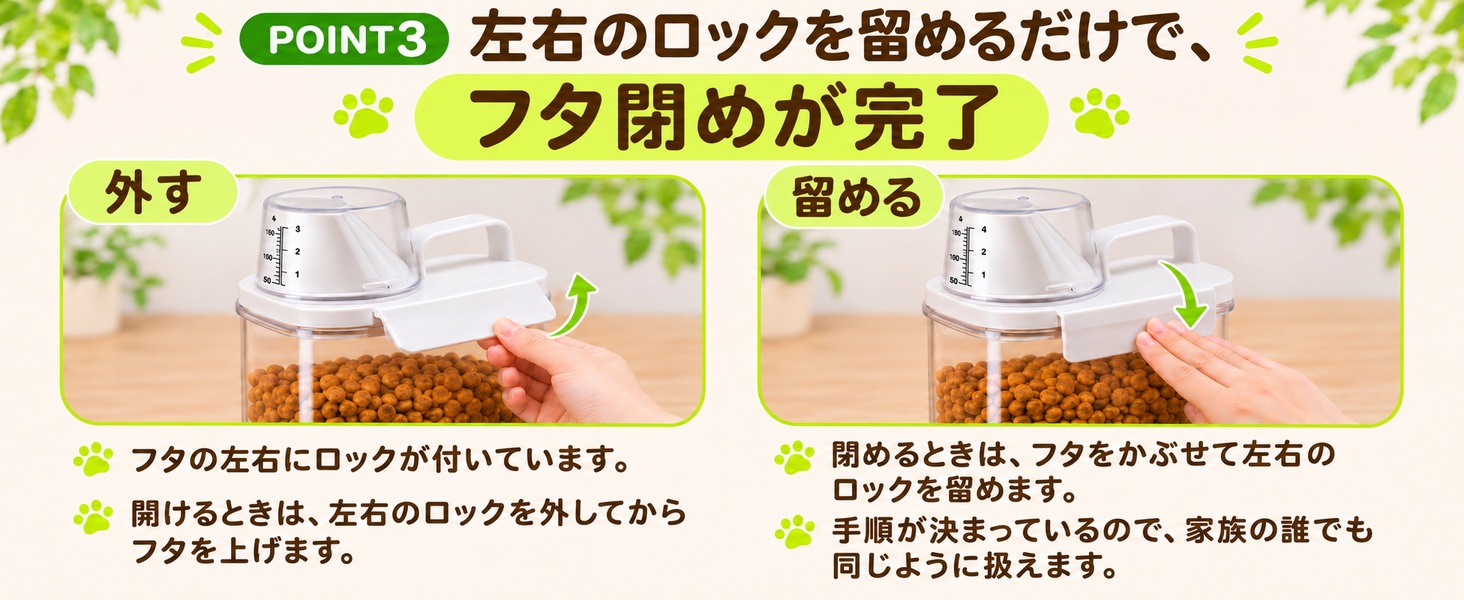 POINT3 左右のロックを留めるだけで、
フタ閉めが完了
外す
4
150
100
50
3
2
1
フタの左右にロックが付いています。
開けるときは、左右のロックを外してから
フタを上げます。
留める
4
150
100
50
4
2
1
閉めるときは、フタをかぶせて左右の
ロックを留めます。
手順が決まっているので、家族の誰でも
同じように扱えます。